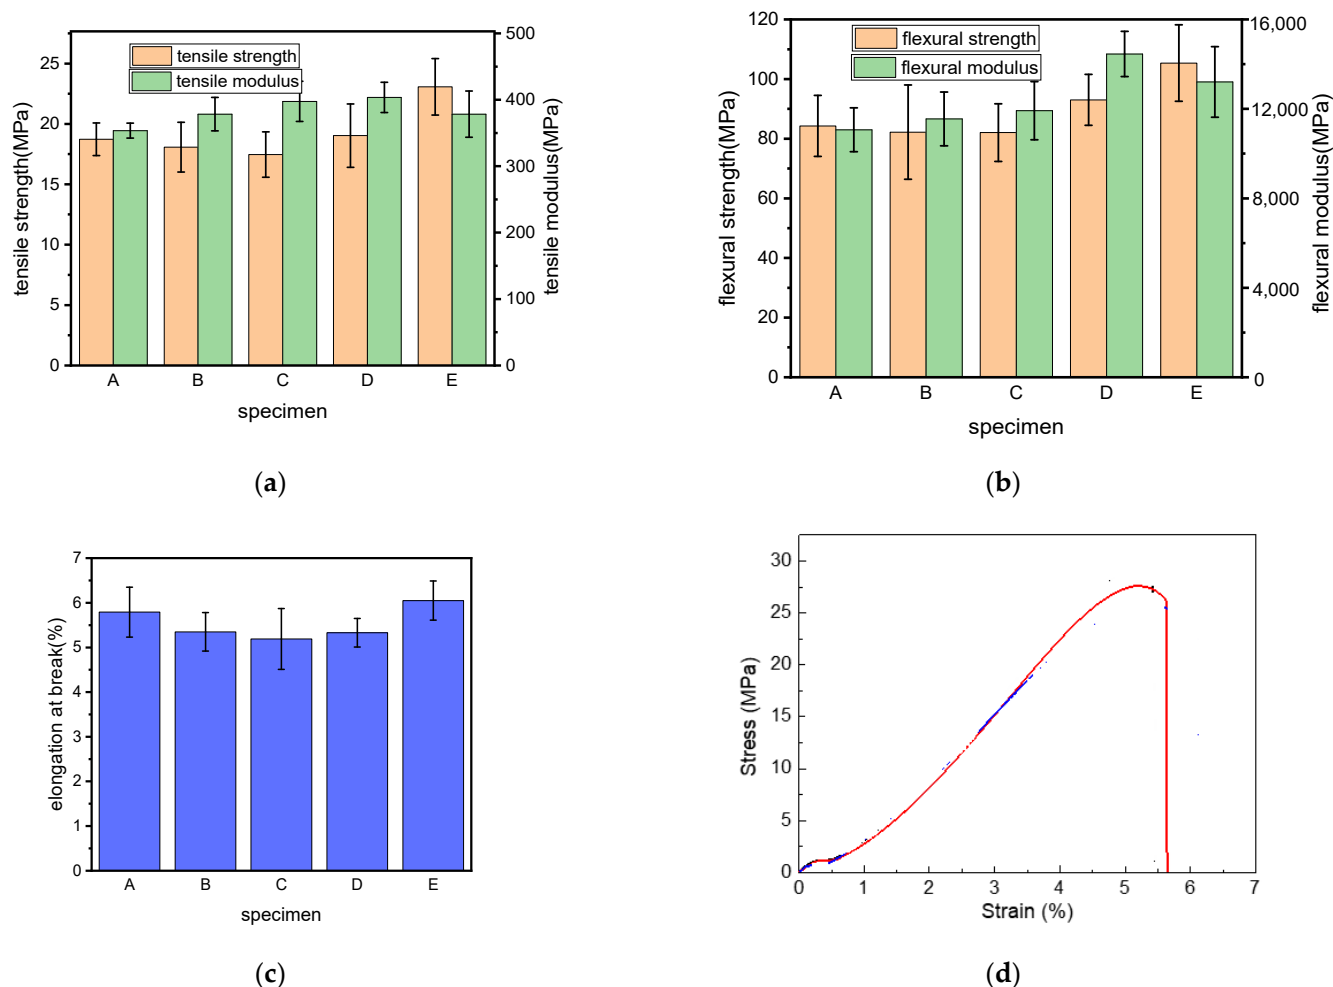 tensile strength
tensile modulus
25
20
15
10
5
0
tensile strength(MPa)
500
400
300
200
100
0
tensile modulus(MPa)
A B C D E
specimen
(a)
flexural strength
flexural modulus
120
100
80
60
40
20
0
flexural strength(MPa)
16,000
12,000
8,000
4,000
0
flexural modulus(MPa)
A B C D E
specimen
(b)
7
6
5
4
3
2
1
0
elongation at break(%)
A B C D E
specimen
(c)
30
25
20
15
10
5
0
Stress (MPa)
0 1 2 3 4 5 6 7
Strain (%)
(d)